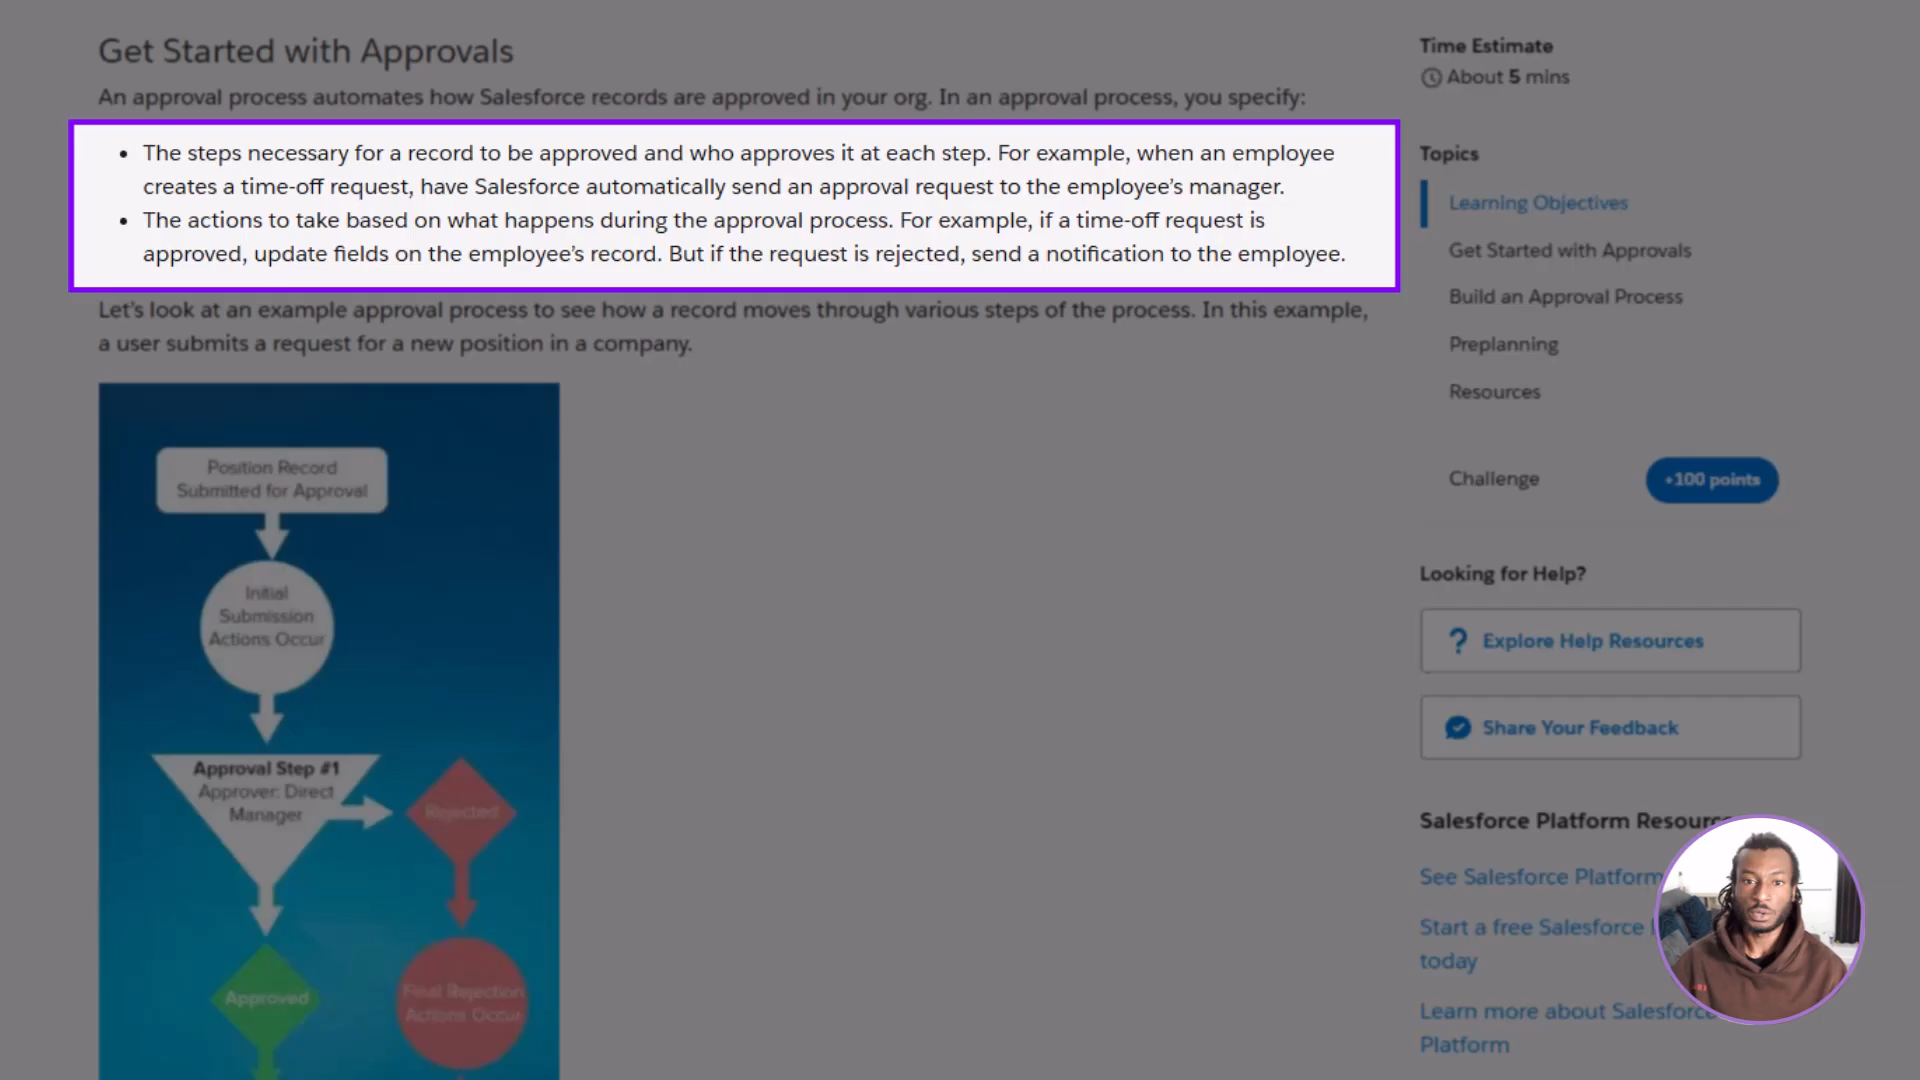 Get Started with Approvals
An approval process automates how Salesforce records are approved in your org. In an approval process, you specify:
• The steps necessary for a record to be approved and who approves it at each step. For example, when an employee
creates a time-off request, have Salesforce automatically send an approval request to the employee’s manager.
• The actions to take based on what happens during the approval process. For example, if a time-off request is
approved, update fields on the employee’s record. But if the request is rejected, send a notification to the employee.
Let’s look at an example approval process to see how a record moves through various steps of the process. In this example,
a user submits a request for a new position in a company.
Position Record
Submitted for Approval
Initial
Submission
Actions Occur
Approval Step #1
Approver: Direct
Manager
Rejected
Approved
Final Rejection
Actions Occur
Time Estimate
About 5 mins
Topics
Learning Objectives
Get Started with Approvals
Build an Approval Process
Preplanning
Resources
Challenge
+100 points
Looking for Help?
Explore Help Resources
Share Your Feedback
Salesforce Platform
See Salesforce Platform
Start a free Salesforce
today
Learn more about Salesforce
Platform